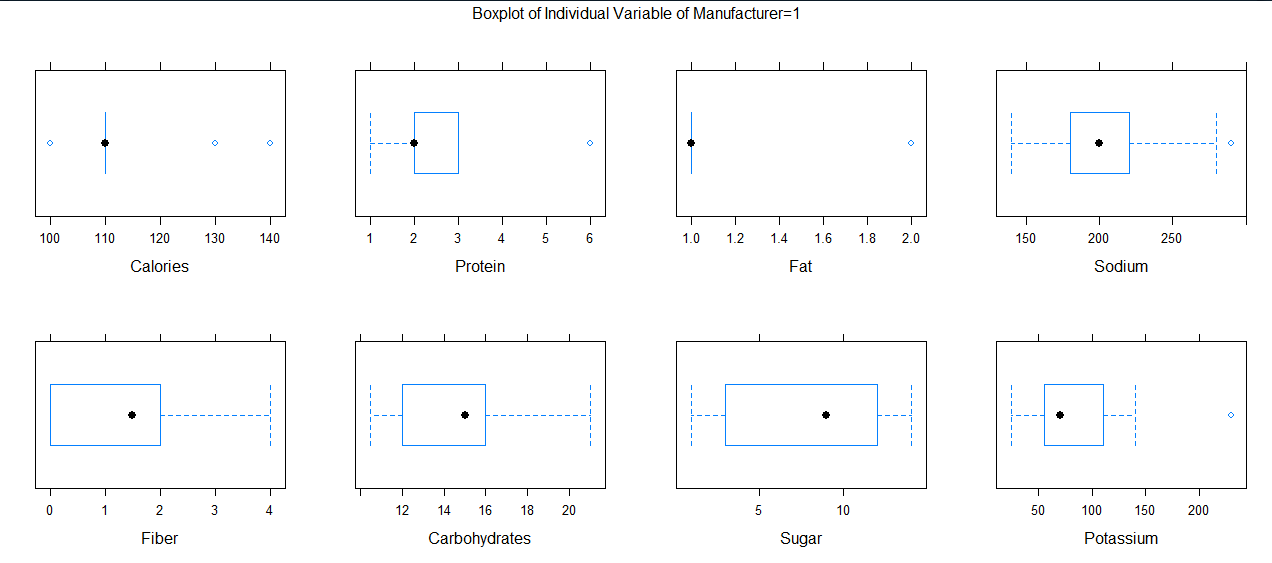 Boxplot of Individual Variable of Manufacturer=1
100 110 120 130 140
Calories
1 2 3 4 5 6
Protein
1.0 1.2 1.4 1.6 1.8 2.0
Fat
150 200 250
Sodium
0 1 2 3 4
Fiber
12 14 16 18 20
Carbohydrates
5 10
Sugar
50 100 150 200
Potassium